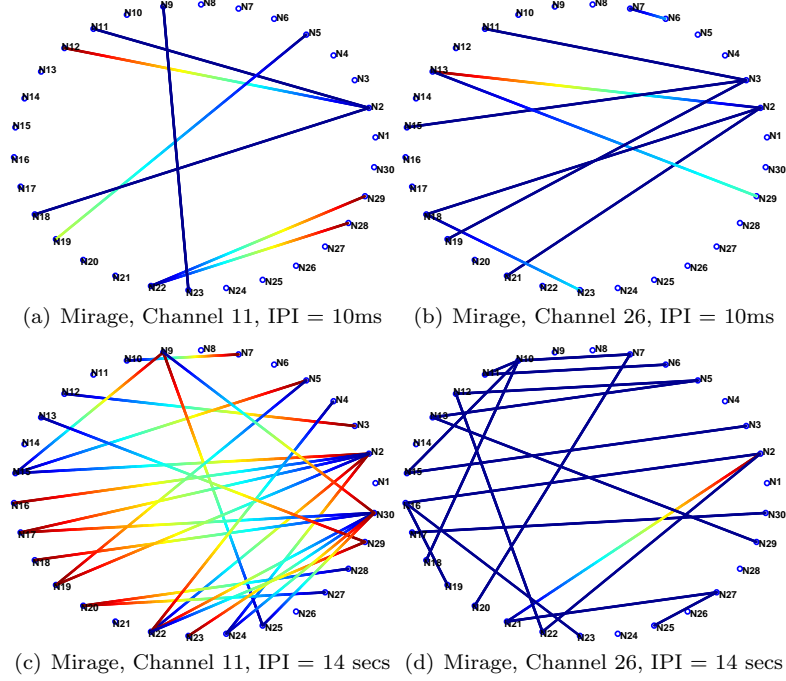 N9
N8
N7
N6
N5
N4
N3
N2
N1
N30
N29
N28
N27
N26
N25
N24
N23
N22
N21
N20
N19
N18
N17
N16
N15
N14
N13
N12
N11
N10
(a) Mirage, Channel 11, IPI = 10ms
N9
N8
N7
N6
N5
N4
N3
N2
N1
N30
N29
N28
N27
N26
N25
N24
N23
N22
N21
N20
N19
N18
N17
N16
N15
N14
N13
N12
N11
N10
(b) Mirage, Channel 26, IPI = 10ms
N9
N8
N7
N6
N5
N4
N3
N2
N1
N30
N29
N28
N27
N26
N25
N24
N23
N22
N21
N20
N19
N18
N17
N16
N15
N14
N13
N12
N11
N10
(c) Mirage, Channel 11, IPI = 14 secs
N9
N8
N7
N6
N5
N4
N3
N2
N1
N30
N29
N28
N27
N26
N25
N24
N23
N22
N21
N20
N19
N18
N17
N16
N15
N14
N13
N12
N11
N10
(d) Mirage, Channel 26, IPI = 14 secs